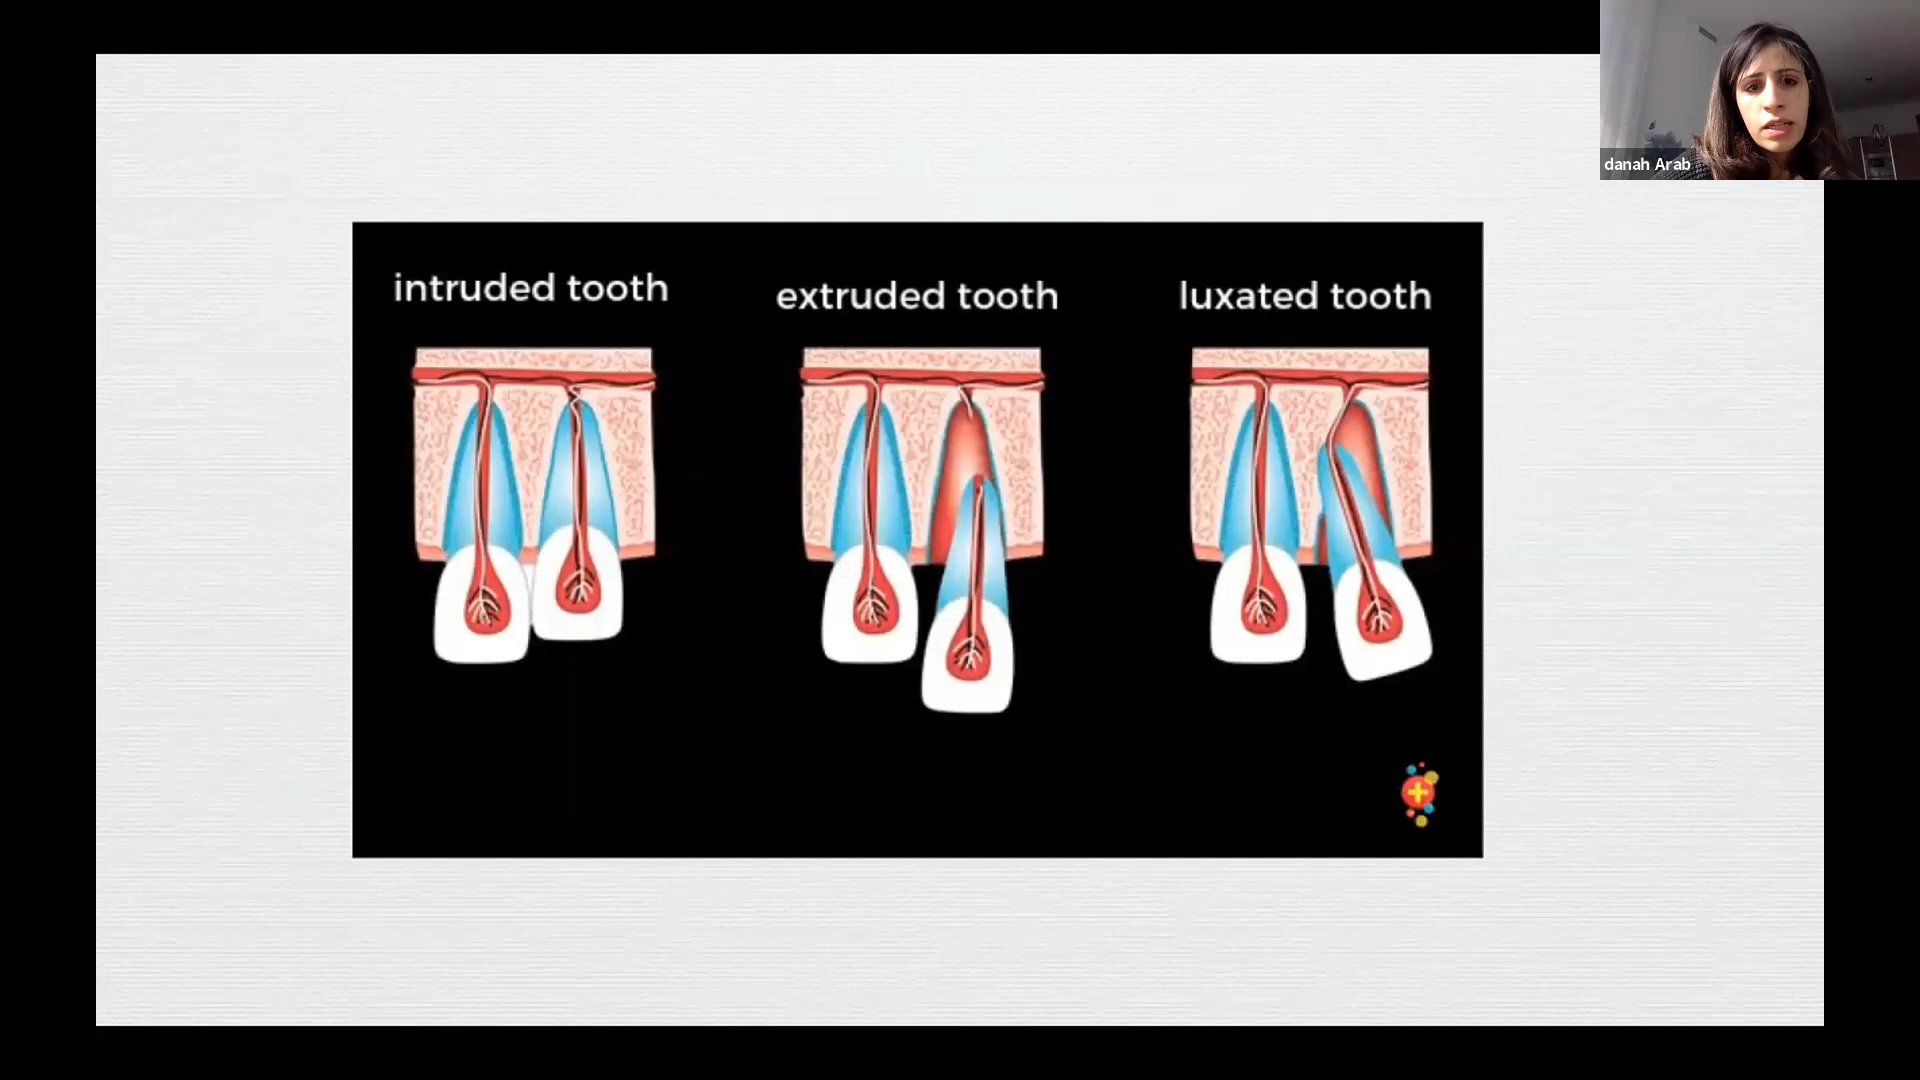 danah Arab
intruded tooth
extruded tooth
luxated tooth